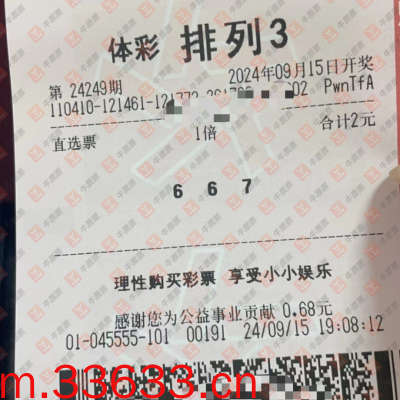 体彩 排列3
第 24249期 2024年09月15日开奖
110410-121461- 02 PwnTfA
直选票 1倍 合计2元
6 6 7
理性购买彩票 享受小小娱乐
感谢您为公益事业贡献 0.68元
01-045555-101 00191 24/09/15 19:08:12
m.33633.cn